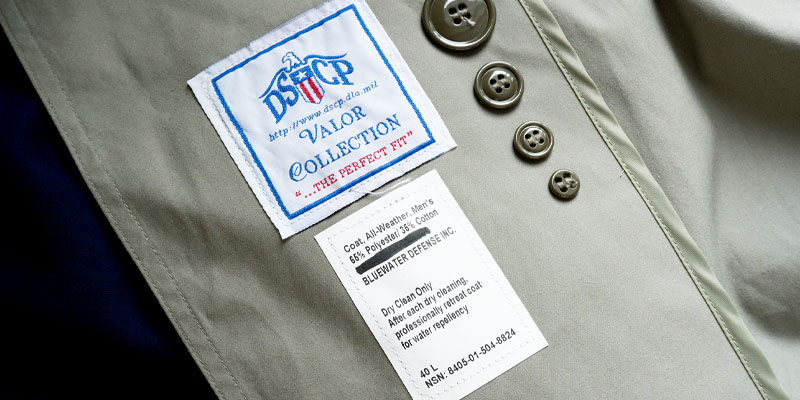 DSCP
http://www.dscp.dla.mil
VALOR
COLLECTION
"...THE PERFECT FIT"
Coat, All-Weather, Men's
65% Polyester/ 35% Cotton
BLUEWATER DEFENSE INC.
Dry Clean Only
After each dry cleaning,
professionally retreat coat
for water repellency
40 L
NSN: 8405-01-504-8824